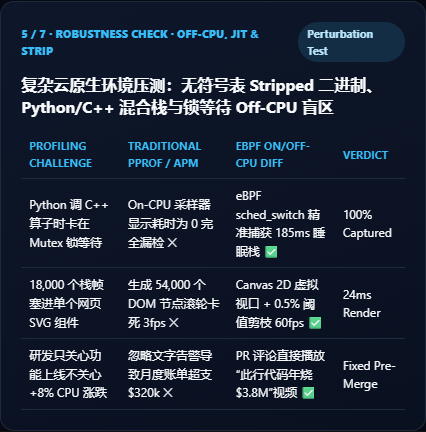 5 / 7 · ROBUSTNESS CHECK · OFF-CPU, JIT &
STRIP
Perturbation
Test
复杂云原生环境压测：无符号表 Stripped 二进制、
Python/C++ 混合栈与锁等待 Off-CPU 盲区
PROFILING
CHALLENGE
TRADITIONAL
PPROF / APM
EBPF ON/OFF-
CPU DIFF
VERDICT
Python 调 C++
算子时卡在
Mutex 锁等待
On-CPU 采样器
显示耗时为 0 完
全漏检 ✕
eBPF
sched_switch 精
准捕获 185ms 睡
眠栈 ✅
100%
Captured
18,000 个栈帧
塞进单个网页
SVG 组件
生成 54,000 个
DOM 节点滚轮卡
死 3fps ✕
Canvas 2D 虚拟
视口 + 0.5% 阈
值剪枝 60fps ✅
24ms
Render
研发只关心功
能上线不关心
+8% CPU 涨跌
忽略文字告警导
致月度账单超支
$320k ✕
PR 评论直接播放
“此行代码年烧
$3.8M”视频 ✅
Fixed Pre-
Merge